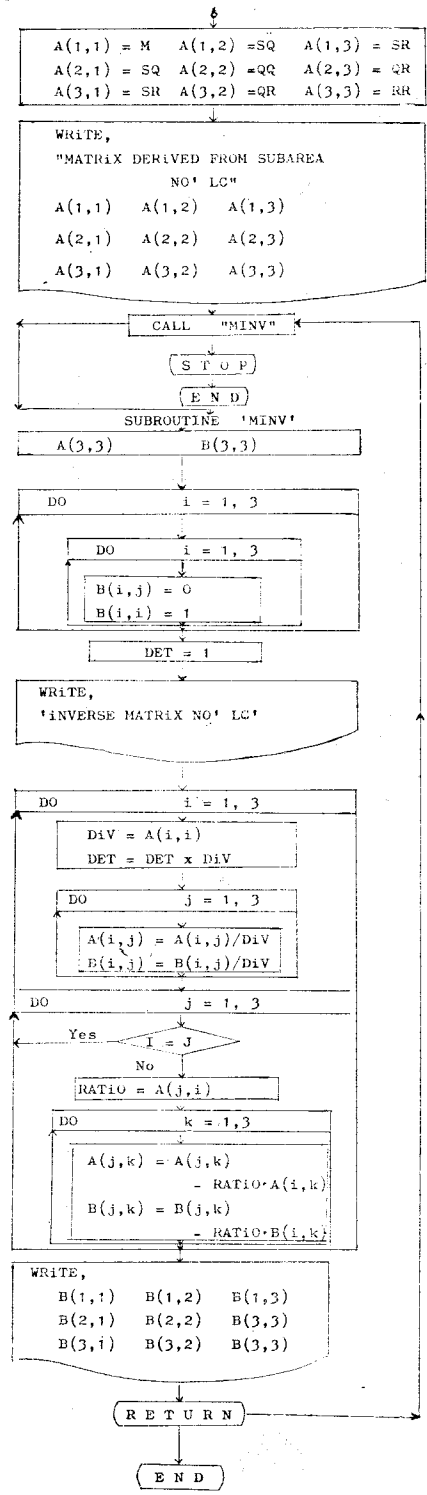 6
A(1,1) = M A(1,2) =SQ A(1,3) = SR
A(2,1) = SQ A(2,2) =QQ A(2,3) = QR
A(3,1) = SR A(3,2) =QR A(3,3) = RR
WRiTE,
"MATRiX DERiVED FROM SUBAREA
NO' LC"
A(1,1) A(1,2) A(1,3)
A(2,1) A(2,2) A(2,3)
A(3,1) A(3,2) A(3,3)
CALL "MINV"
S T O P
E N D
SUBROUTINE 'MINV'
A(3,3) B(3,3)
DO i = 1, 3
DO i = 1, 3
B(i,j) = 0
B(i,i) = 1
DET = 1
WRiTE,
'iNVERSE MATRiX NO' LC'
DO i = 1, 3
DiV = A(i,i)
DET = DET x DiV
DO j = 1, 3
A(i,j) = A(i,j)/DiV
B(i,j) = B(i,j)/DiV
DO j = 1, 3
Yes I = J
No
RATiO = A(j,i)
DO k = 1,3
A(j,k) = A(j,k)
- RATiO·A(i,k)
B(j,k) = B(j,k)
- RATiO·B(i,k)
WRiTE,
B(1,1) B(1,2) B(1,3)
B(2,1) B(2,2) B(3,3)
B(3,i) B(3,2) B(3,3)
R E T U R N
E N D